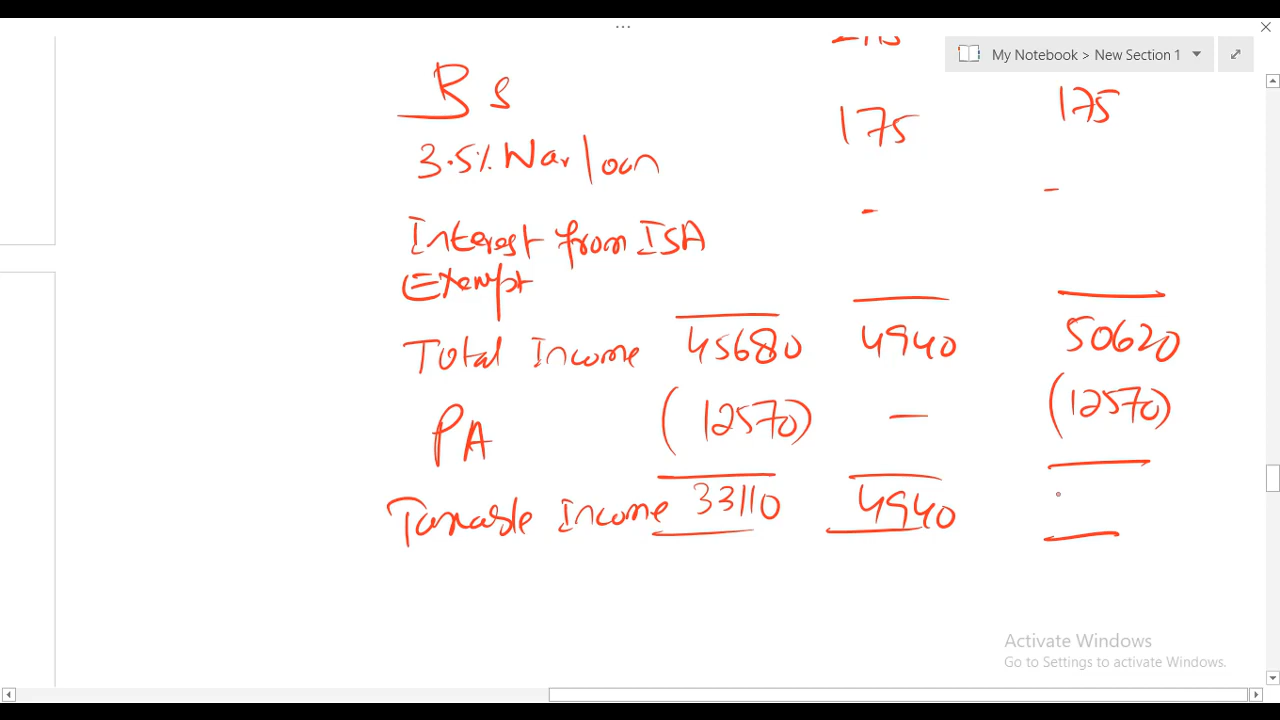 ...
My Notebook > New Section 1
BS
175 175
3.5% War loan
- -
Interest from ISA
Exempt
Total Income 45680 4940 50620
PA (12570) - (12570)
Taxable Income 33110 4940
Activate Windows
Go to Settings to activate Windows.